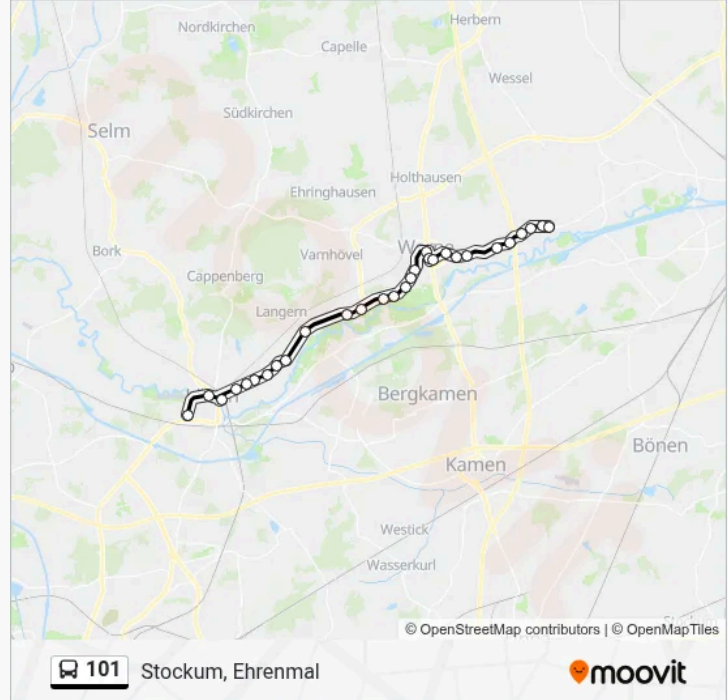 Herbern
Nordkirchen
Capelle
Wessel
Südkirchen
Selm
Holthausen
Ehringhausen
Bork
Varnhövel
Cappenberg
Langern
Bergkamen
Bönen
Kamen
Westick
Wasserkurl
© OpenStreetMap contributors | © OpenMapTiles
101 Stockum, Ehrenmal
moovit